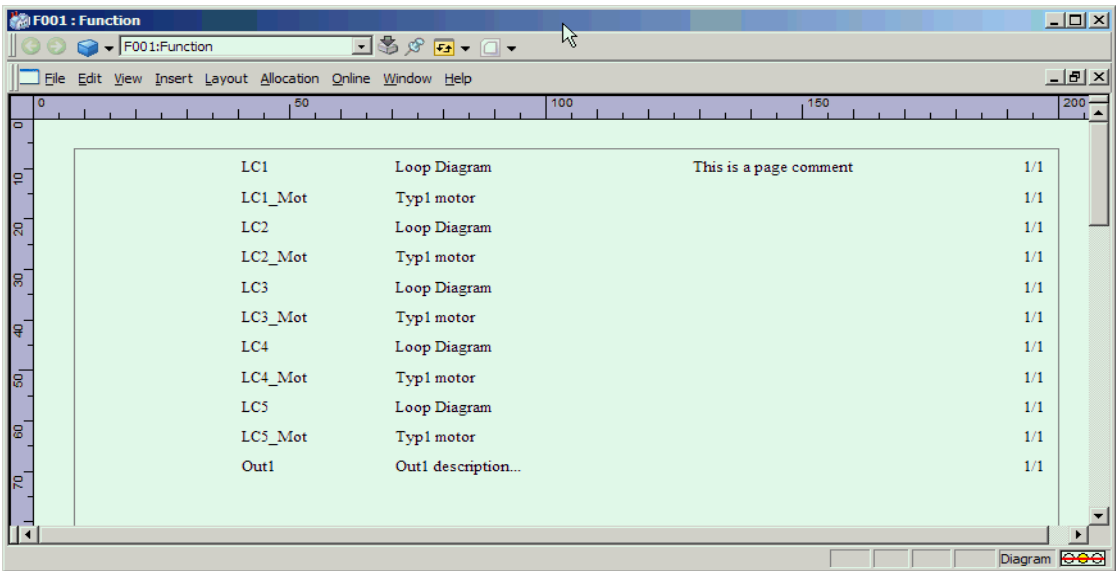 F001 : Function
F001:Function
File Edit View Insert Layout Allocation Online Window Help
0 50 100 150 200
0
LC1 Loop Diagram This is a page comment 1/1
10
LC1_Mot Typ1 motor 1/1
LC2 Loop Diagram 1/1
20
LC2_Mot Typ1 motor 1/1
30
LC3 Loop Diagram 1/1
LC3_Mot Typ1 motor 1/1
40
LC4 Loop Diagram 1/1
LC4_Mot Typ1 motor 1/1
50
LC5 Loop Diagram 1/1
60
LC5_Mot Typ1 motor 1/1
Out1 Out1 description... 1/1
70
Diagram